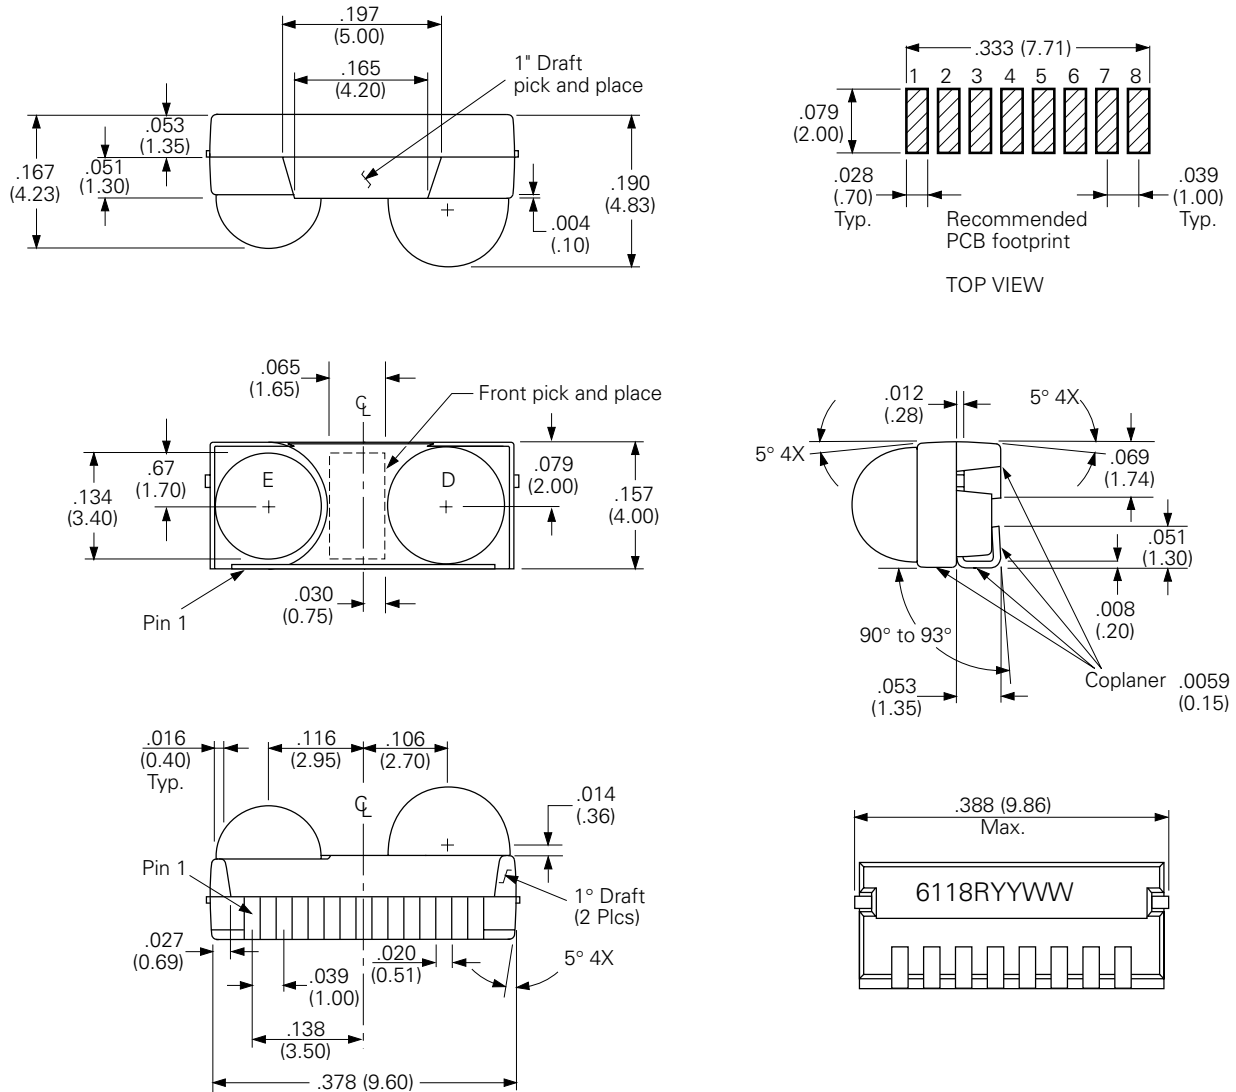 .197
(5.00)
.165
(4.20)
1" Draft
pick and place
.053
(1.35)
.051
(1.30)
.167
(4.23)
.190
(4.83)
.004
(.10)
.333 (7.71)
1 2 3 4 5 6 7 8
.079
(2.00)
.028
(.70)
Typ.
.039
(1.00)
Typ.
Recommended
PCB footprint
TOP VIEW
.065
(1.65)
℄
Front pick and place
.67
(1.70)
.134
(3.40)
E
D
.079
(2.00)
.157
(4.00)
.030
(0.75)
Pin 1
.012
(.28)
5° 4X
5° 4X
.069
(1.74)
.051
(1.30)
.008
(.20)
90° to 93°
.053
(1.35)
Coplaner
.0059
(0.15)
.016
(0.40)
Typ.
.116
(2.95)
.106
(2.70)
℄
.014
(.36)
Pin 1
1° Draft
(2 Plcs)
.027
(0.69)
.039
(1.00)
.020
(0.51)
5° 4X
.138
(3.50)
.378 (9.60)
.388 (9.86)
Max.
6118RYYWW